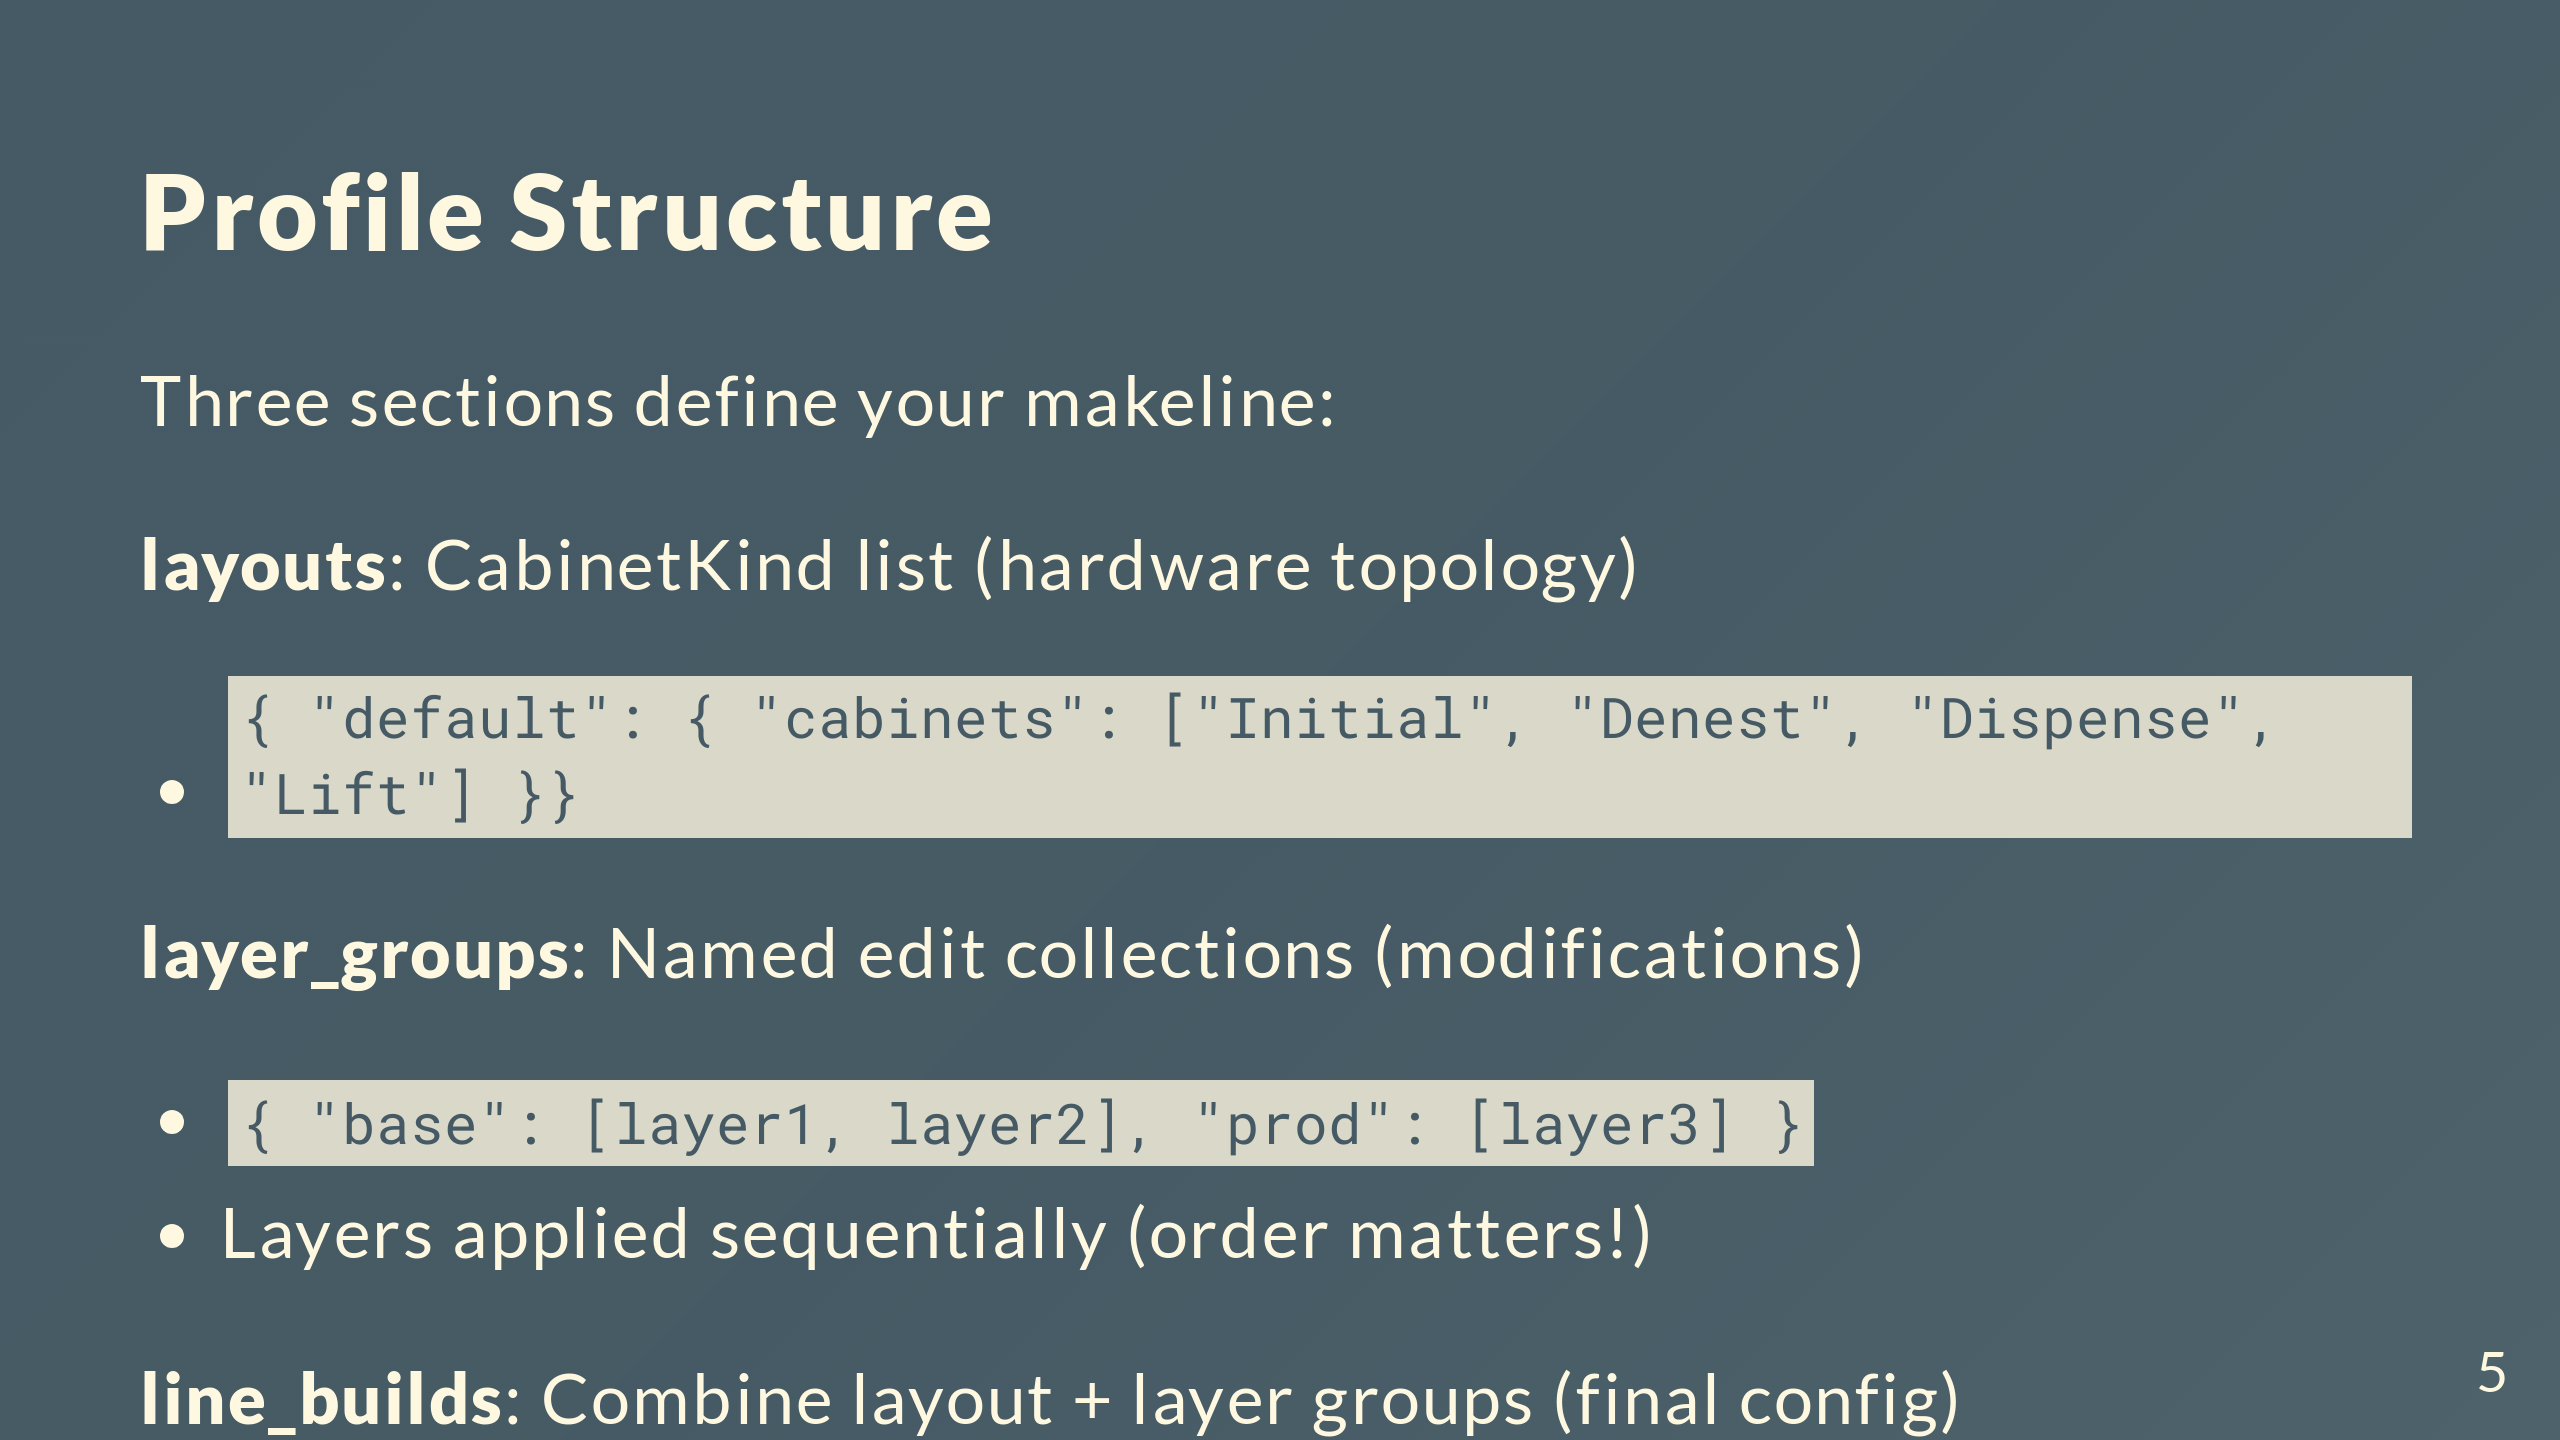 Profile Structure
Three sections define your makeline:
layouts: CabinetKind list (hardware topology)
{ "default": { "cabinets": ["Initial", "Denest", "Dispense",
"Lift"] }}
layer_groups: Named edit collections (modifications)
{ "base": [layer1, layer2], "prod": [layer3] }
Layers applied sequentially (order matters!)
line_builds: Combine layout + layer groups (final config)
5